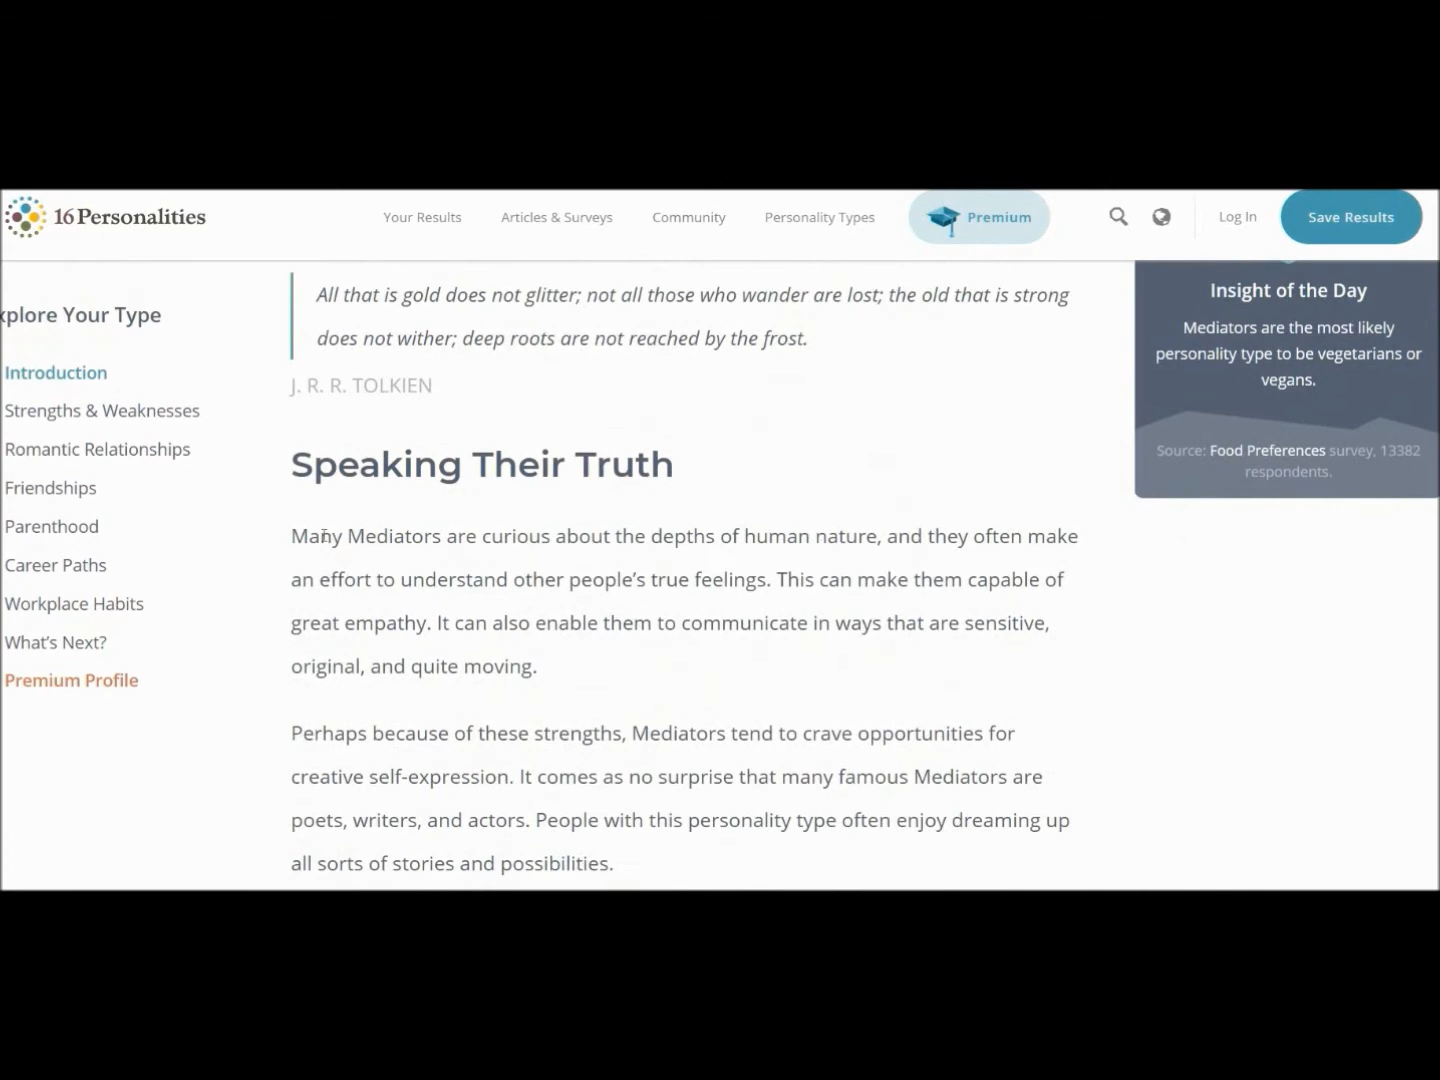 16Personalities
Your Results
Articles & Surveys
Community
Personality Types
Premium
Log In
Save Results
xplore Your Type
Introduction
Strengths & Weaknesses
Romantic Relationships
Friendships
Parenthood
Career Paths
Workplace Habits
What's Next?
Premium Profile
All that is gold does not glitter; not all those who wander are lost; the old that is strong
does not wither; deep roots are not reached by the frost.
J. R. R. TOLKIEN
Speaking Their Truth
Many Mediators are curious about the depths of human nature, and they often make
an effort to understand other people's true feelings. This can make them capable of
great empathy. It can also enable them to communicate in ways that are sensitive,
original, and quite moving.
Perhaps because of these strengths, Mediators tend to crave opportunities for
creative self-expression. It comes as no surprise that many famous Mediators are
poets, writers, and actors. People with this personality type often enjoy dreaming up
all sorts of stories and possibilities.
Insight of the Day
Mediators are the most likely
personality type to be vegetarians or
vegans.
Source: Food Preferences survey, 13382
respondents.